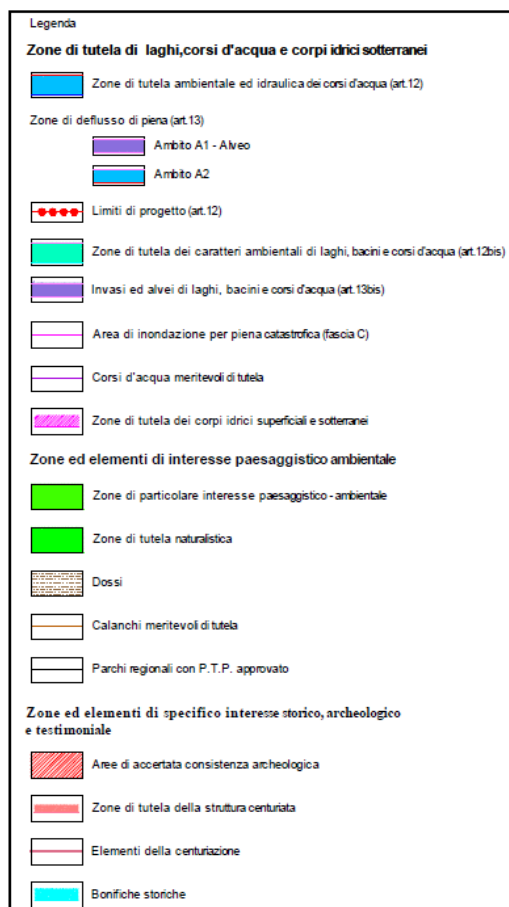 Legenda
Zone di tutela di laghi,corsi d'acqua e corpi idrici sotterranei
Zone di tutela ambientale ed idraulica dei corsi d'acqua (art.12)
Zone di deflusso di piena (art.13)
Ambito A1 - Alveo
Ambito A2
Limiti di progetto (art.12)
Zone di tutela dei caratteri ambientali di laghi, bacini e corsi d'acqua (art.12bis)
Invasi ed alvei di laghi, bacini e corsi d'acqua (art.13bis)
Area di inondazione per piena catastrofica (fascia C)
Corsi d'acqua meritevoli di tutela
Zone di tutela dei corpi idrici superficiali e sotterranei
Zone ed elementi di interesse paesaggistico ambientale
Zone di particolare interesse paesaggistico - ambientale
Zone di tutela naturalistica
Dossi
Calanchi meritevoli di tutela
Parchi regionali con P.T.P. approvato
Zone ed elementi di specifico interesse storico, archeologico
e testimoniale
Aree di accertata consistenza archeologica
Zone di tutela della struttura centuriata
Elementi della centuriazione
Bonifiche storiche